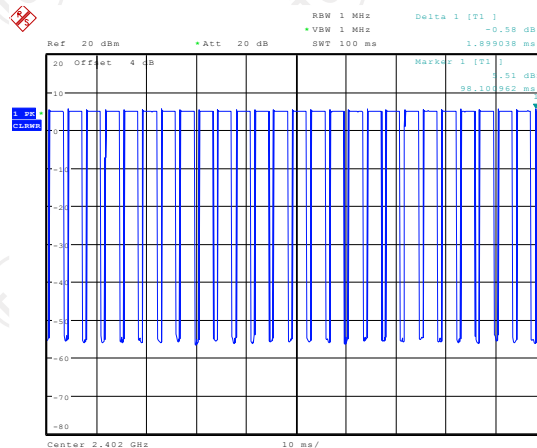 R S
RBW 1 MHz Delta 1 [T1 ]
* VBW 1 MHz -0.58 dB
Ref 20 dBm * Att 20 dB SWT 100 ms 1.899038 ms
20 Offset 4 dB Marker 1 [T1 ]
5.51 dB
98.100962 ms
10
1
1 PK *
CLRWR
0
-10
-20
-30
-40
-50
-60
-70
-80
Center 2.402 GHz 10 ms/